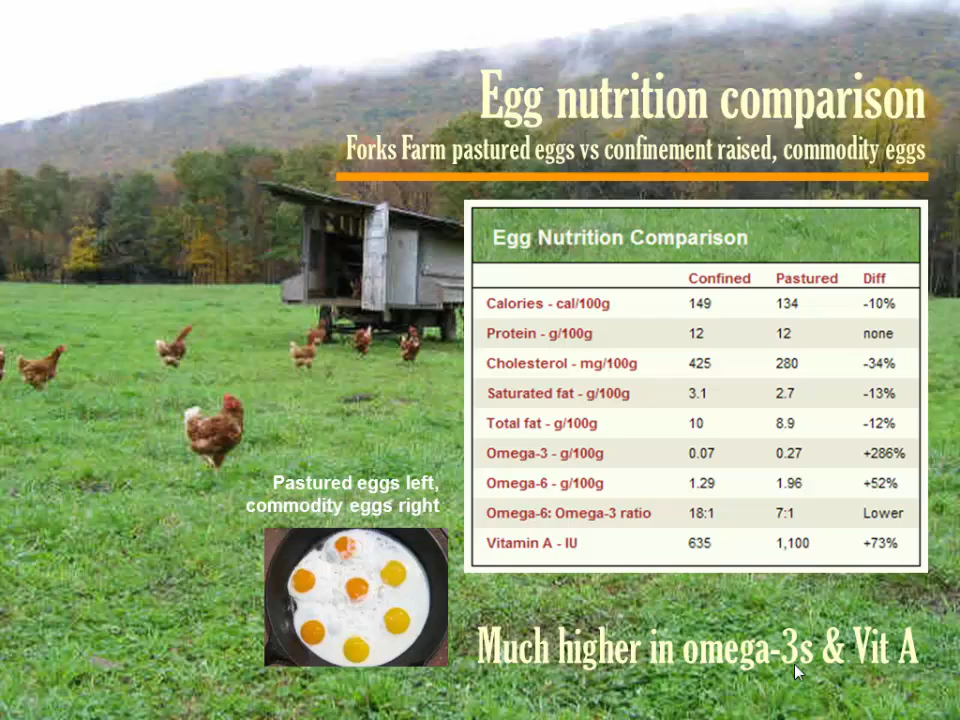 Egg nutrition comparison
Forks Farm pastured eggs vs confinement raised, commodity eggs
Egg Nutrition Comparison
Confined Pastured Diff
Calories - cal/100g 149 134 -10%
Protein - g/100g 12 12 none
Cholesterol - mg/100g 425 280 -34%
Saturated fat - g/100g 3.1 2.7 -13%
Total fat - g/100g 10 8.9 -12%
Omega-3 - g/100g 0.07 0.27 +286%
Omega-6 - g/100g 1.29 1.96 +52%
Omega-6: Omega-3 ratio 18:1 7:1 Lower
Vitamin A - IU 635 1,100 +73%
Pastured eggs left,
commodity eggs right
Much higher in omega-3s & Vit A